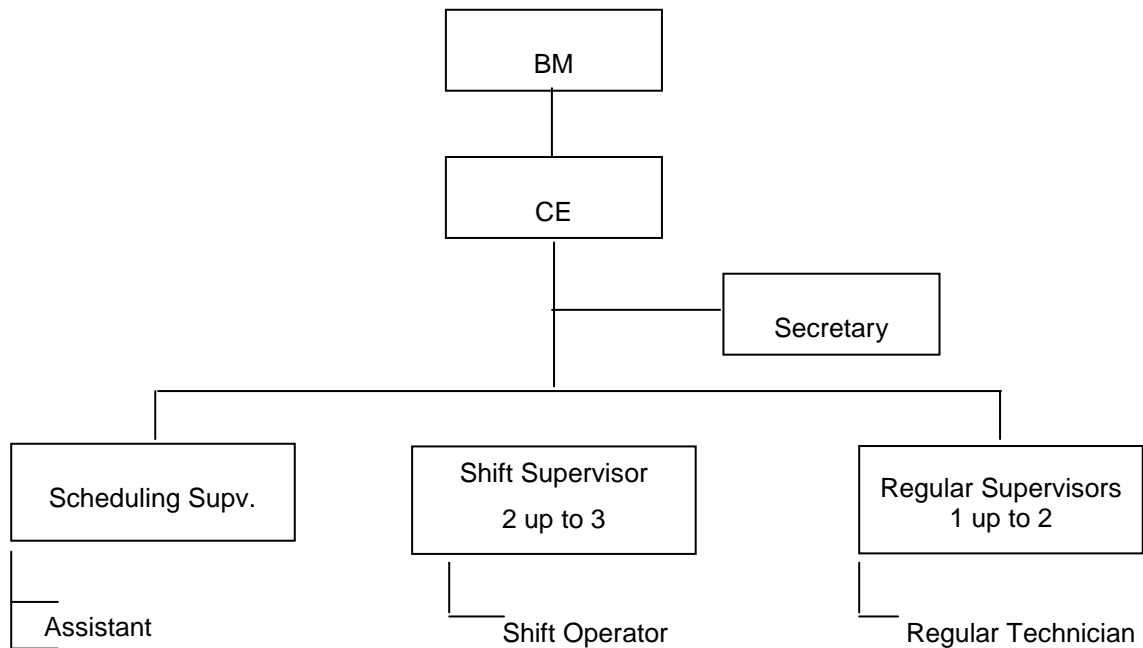 BM
CE
Secretary
Scheduling Supv.
Shift Supervisor
2 up to 3
Regular Supervisors
1 up to 2
Assistant
Shift Operator
Regular Technician